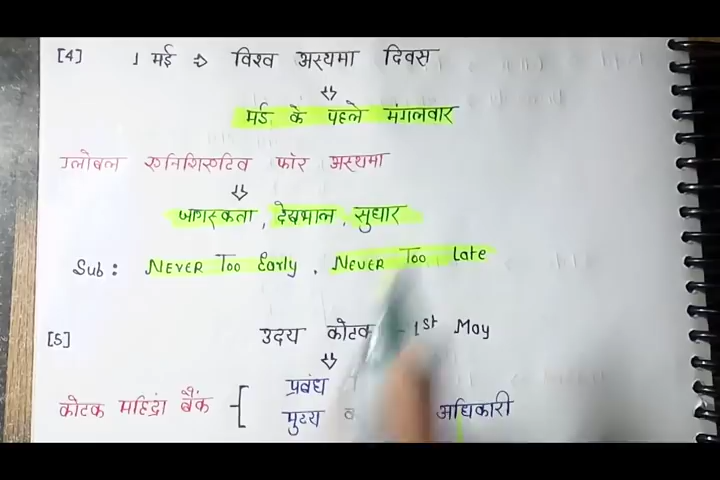 [4] 1 मई ⇒ विश्व अस्थमा दिवस
⇓
मई के पहले मंगलवार
ग्लोबल इनिशिएटिव फॉर अस्थमा
⇓
जागरूकता, देखभाल, सुधार
Sub: NEVER Too Early, NEVER Too Late
[5] उदय कोटक - 1st May
⇓
कोटक महिंद्रा बैंक { प्रबंध
मुख्य अधिकारी